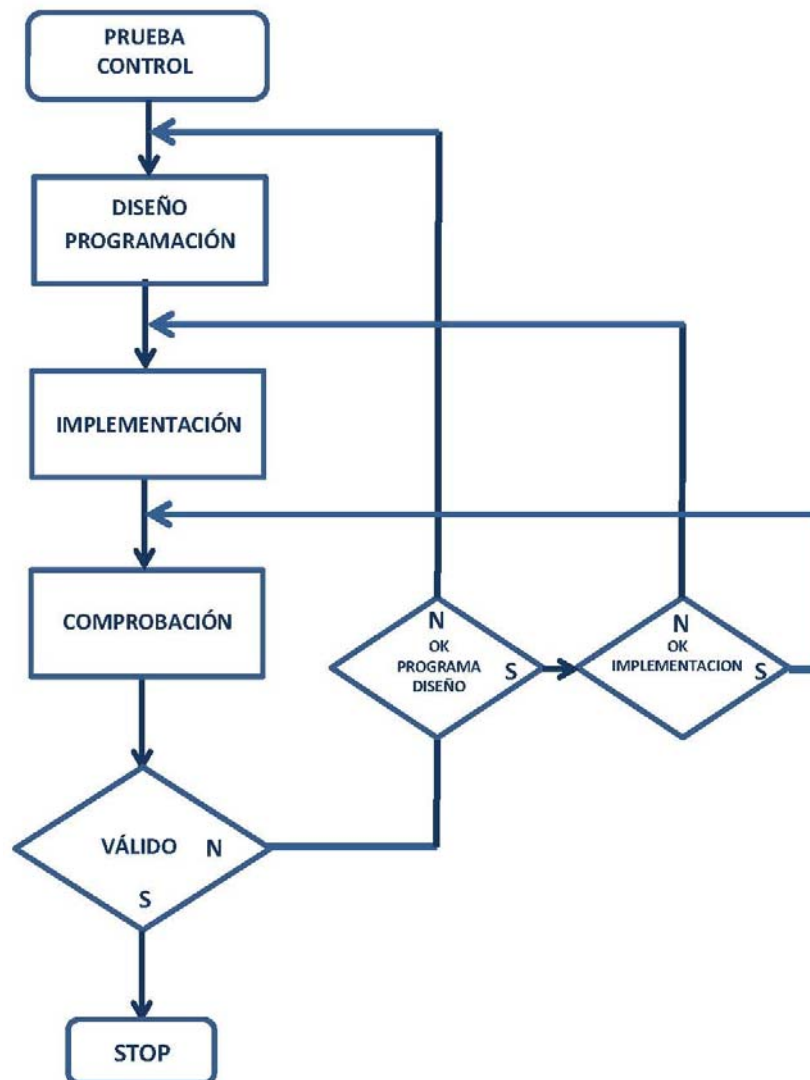 PRUEBA
CONTROL
DISEÑO
PROGRAMACIÓN
IMPLEMENTACIÓN
COMPROBACIÓN
N
OK
PROGRAMA
DISEÑO
S
N
OK
IMPLEMENTACION
S
VÁLIDO
N
S
STOP